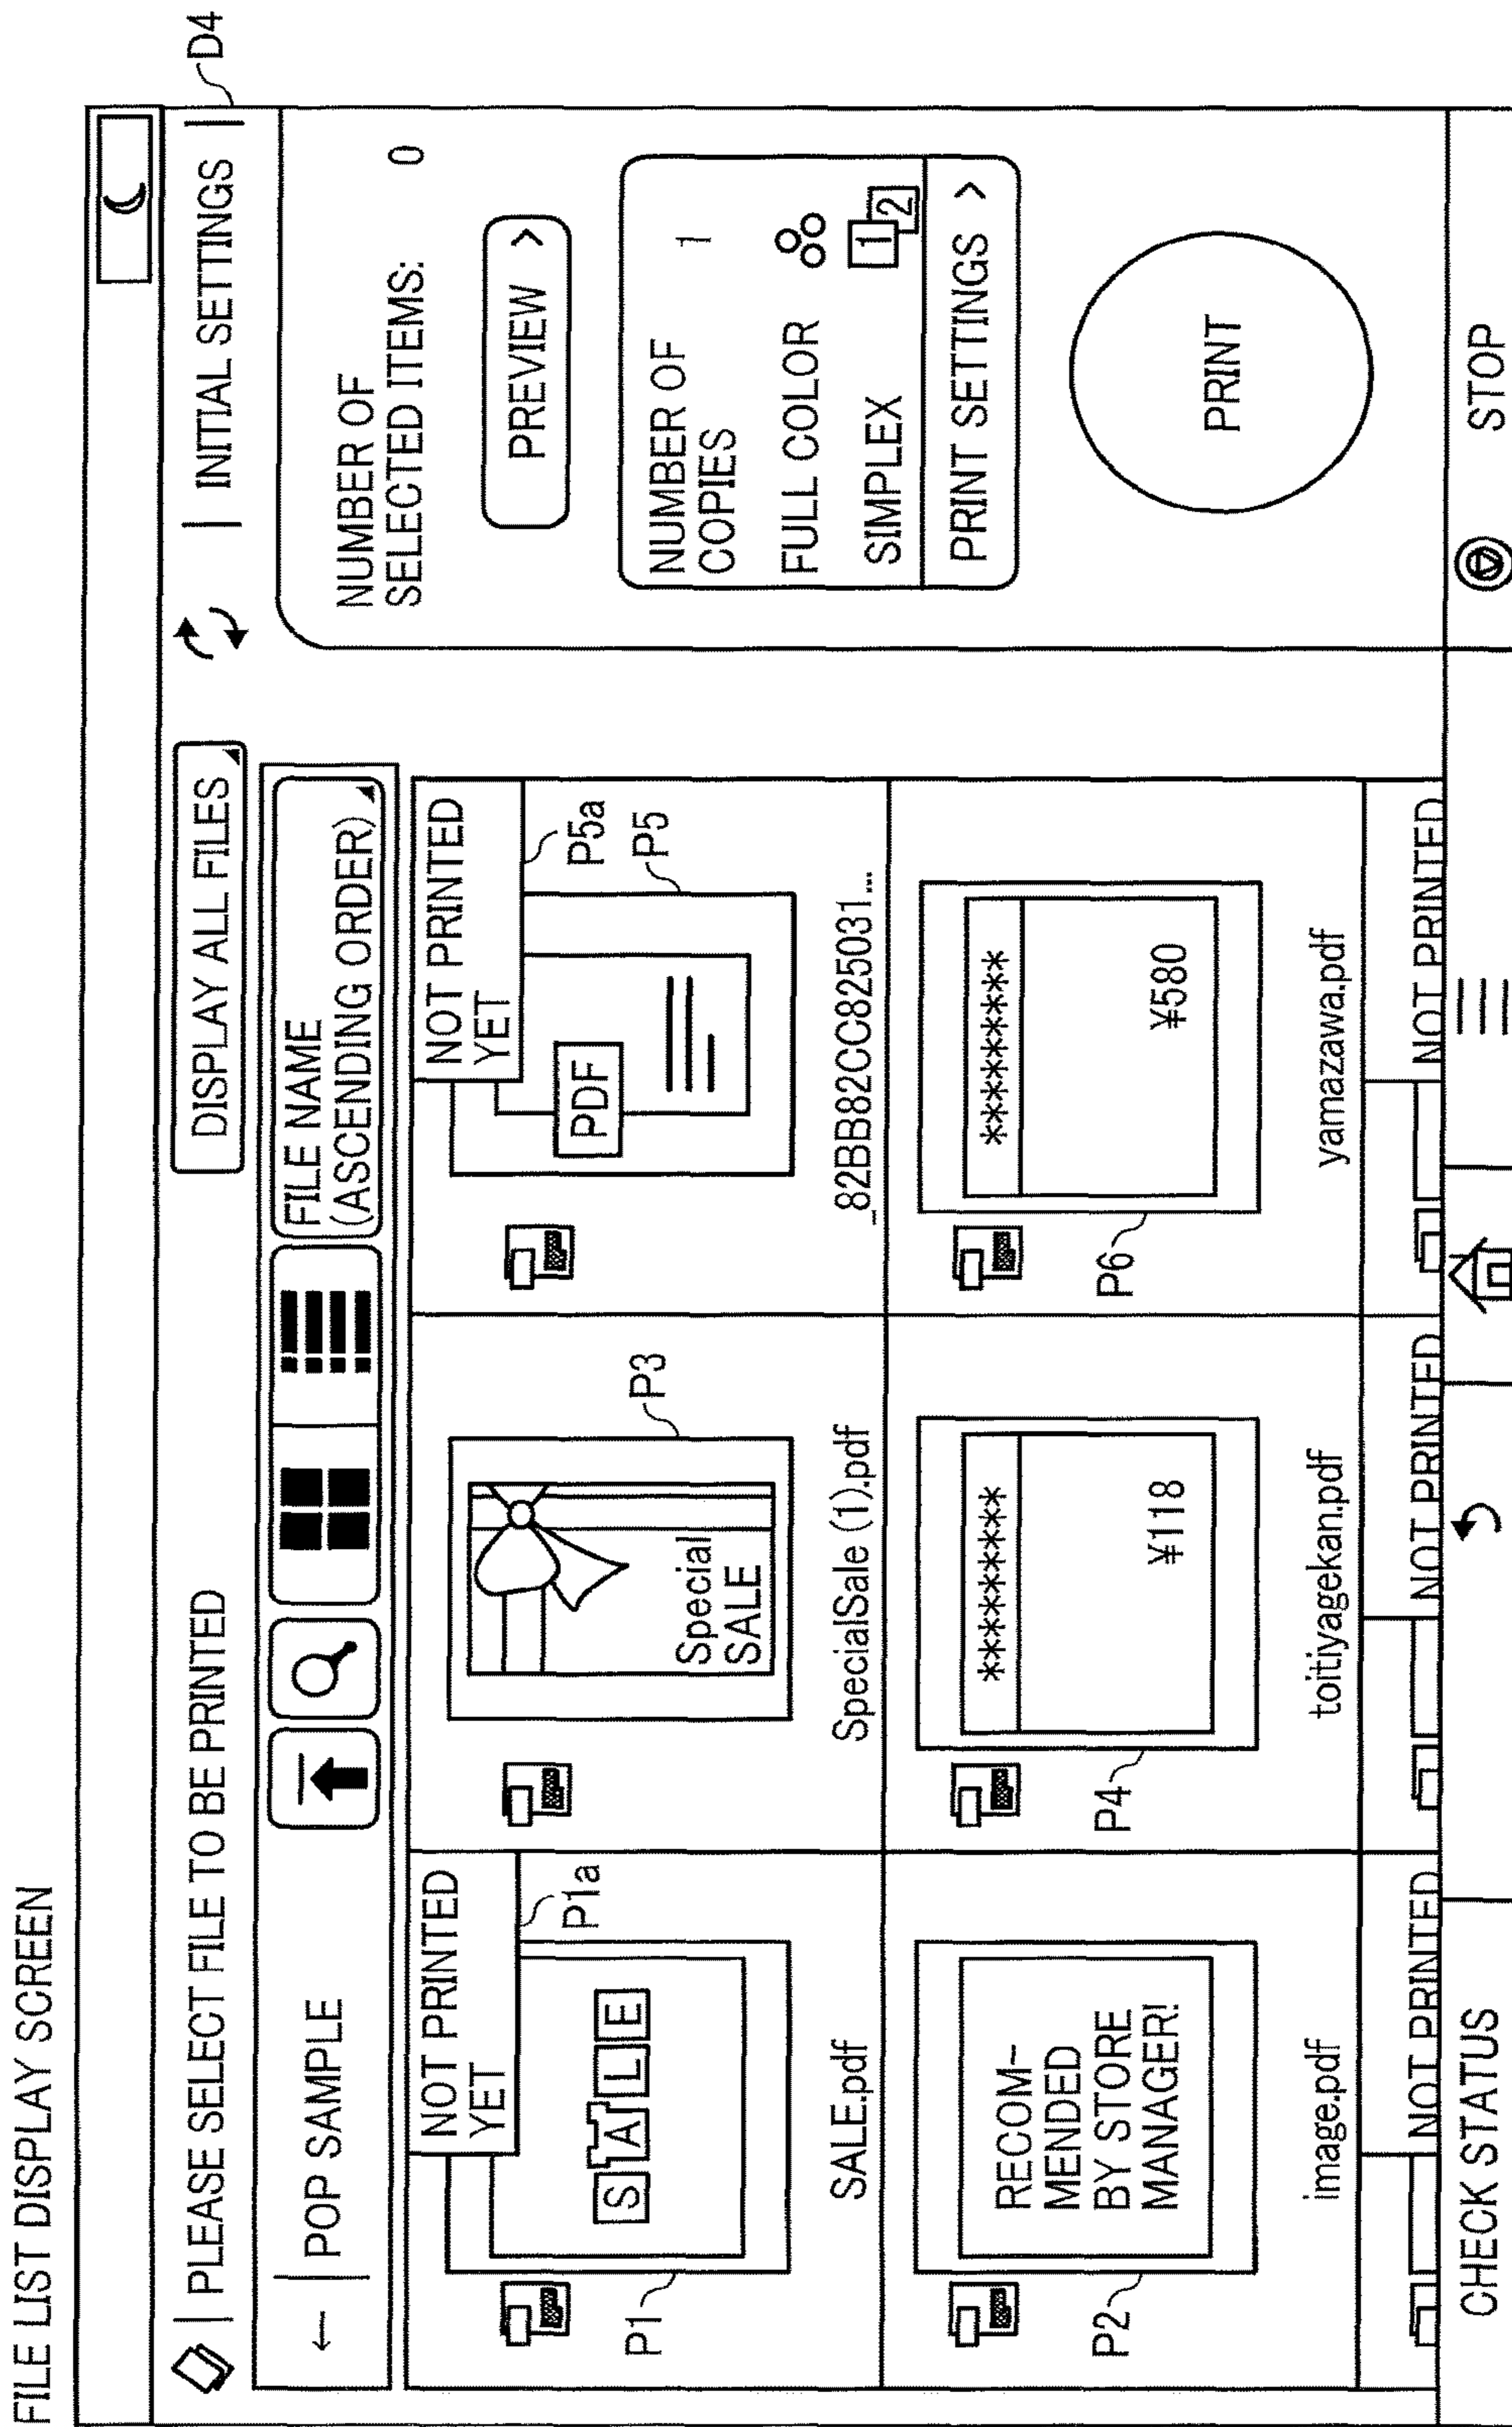 FILE LIST DISPLAY SCREEN
D4
PLEASE SELECT FILE TO BE PRINTED
DISPLAY ALL FILES
INITIAL SETTINGS
← POP SAMPLE
FILE NAME
(ASCENDING ORDER)
NOT PRINTED
YET
P1a
SALE
P1
SALE.pdf
P3
Special
SALE
SpecialSale (1).pdf
NOT PRINTED
YET
P5a
P5
PDF
_82BB82CC825031...
RECOM~
MENDED
BY STORE
MANAGER!
P2
image.pdf
**********
¥118
P4
toitiyagekan.pdf
**********
¥580
P6
yamazawa.pdf
NOT PRINTED
NOT PRINTED
NOT PRINTED
NUMBER OF
SELECTED ITEMS: 0
PREVIEW >
NUMBER OF
COPIES 1
FULL COLOR
SIMPLEX 1 2
PRINT SETTINGS >
PRINT
CHECK STATUS
STOP